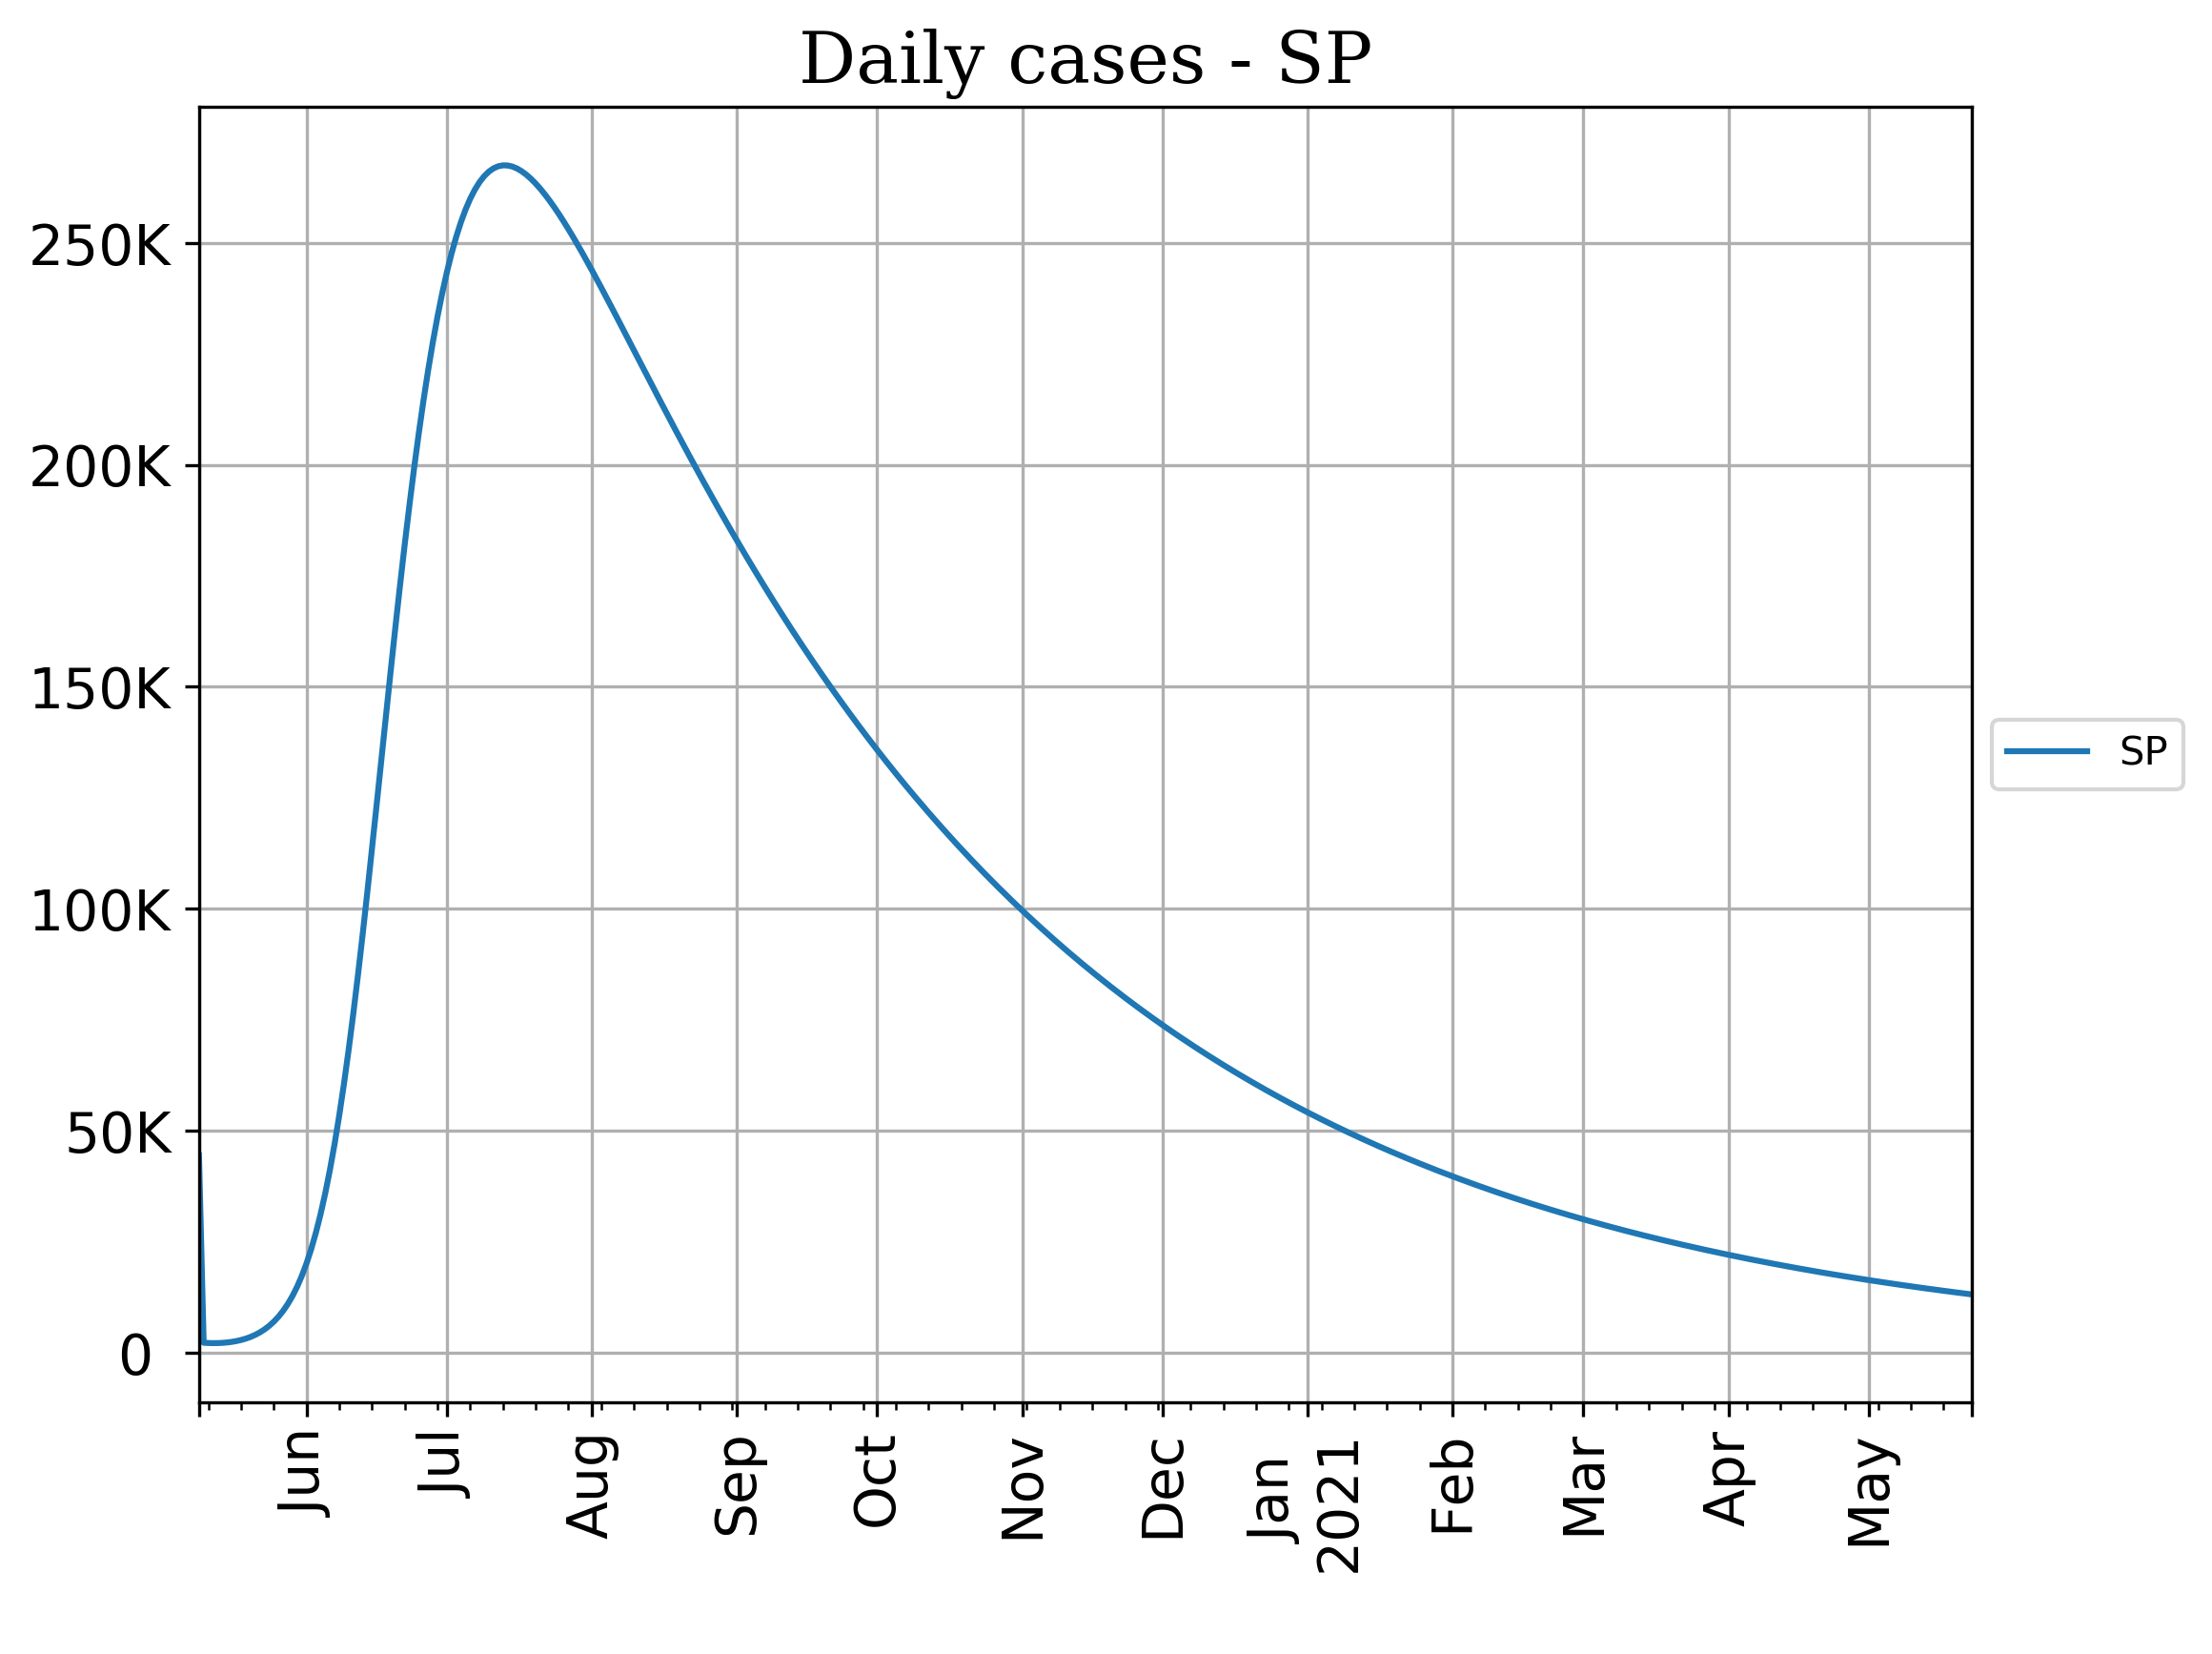 Daily cases - SP
250K
200K
150K
100K
50K
0
SP
Jun
Jul
Aug
Sep
Oct
Nov
Dec
Jan
2021
Feb
Mar
Apr
May